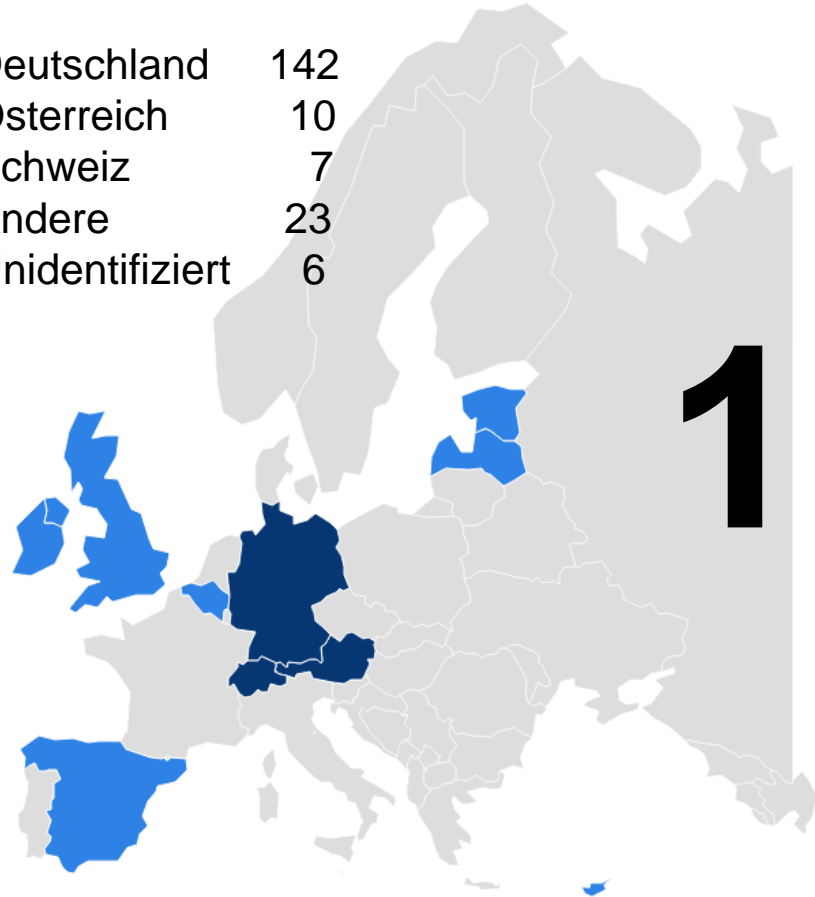 eutschland 142
sterreich 10
chweiz 7
ndere 23
nidentifiziert 6
1